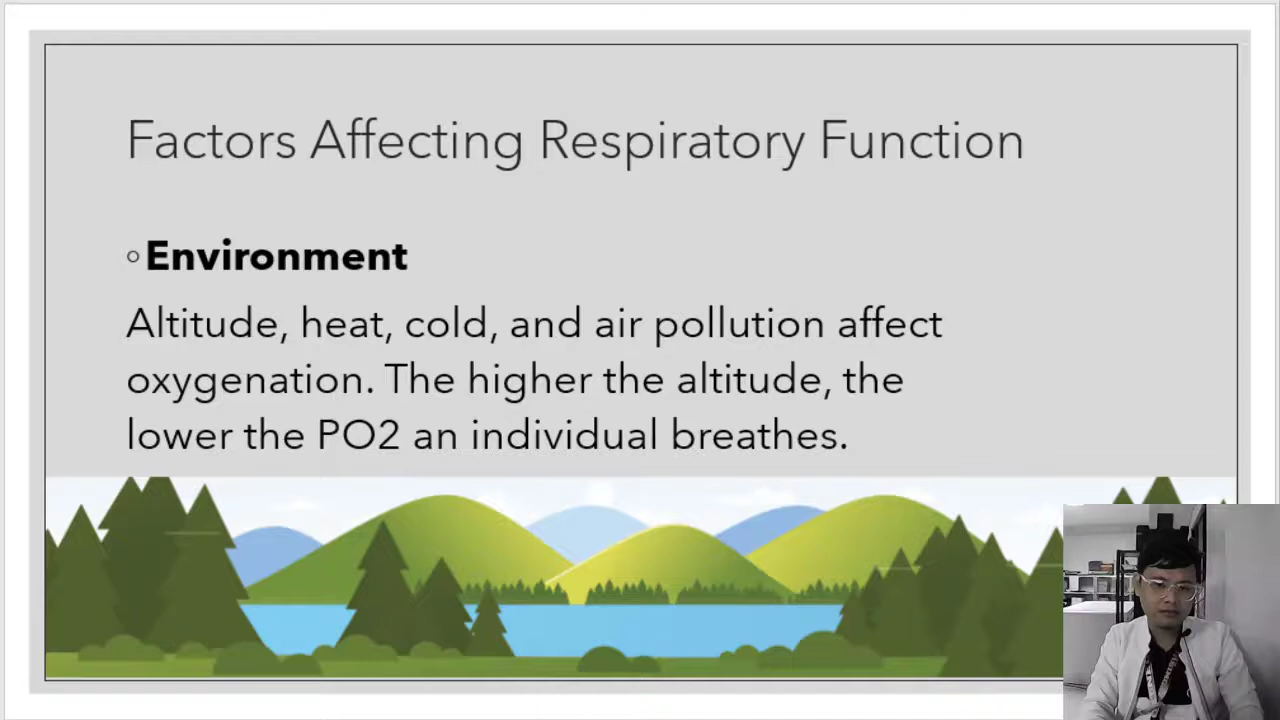 Factors Affecting Respiratory Function
◦Environment
Altitude, heat, cold, and air pollution affect
oxygenation. The higher the altitude, the
lower the PO2 an individual breathes.